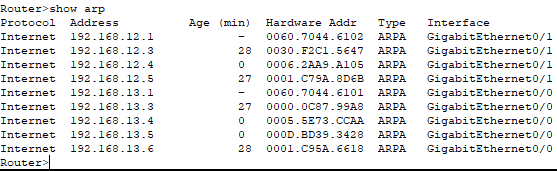 Router>show arp
Protocol  Address          Age (min)  Hardware Addr   Type   Interface
Internet  192.168.12.1            -   0060.7044.6102  ARPA   GigabitEthernet0/1
Internet  192.168.12.3            28  0030.F2C1.5647  ARPA   GigabitEthernet0/1
Internet  192.168.12.4            0   0006.2AA9.A105  ARPA   GigabitEthernet0/1
Internet  192.168.12.5            27  0001.C79A.8D6B  ARPA   GigabitEthernet0/1
Internet  192.168.13.1            -   0060.7044.6101  ARPA   GigabitEthernet0/0
Internet  192.168.13.3            27  0000.0C87.99A8  ARPA   GigabitEthernet0/0
Internet  192.168.13.4            0   0005.5E73.CCAA  ARPA   GigabitEthernet0/0
Internet  192.168.13.5            0   000D.BD39.3428  ARPA   GigabitEthernet0/0
Internet  192.168.13.6            28  0001.C95A.6618  ARPA   GigabitEthernet0/0
Router>